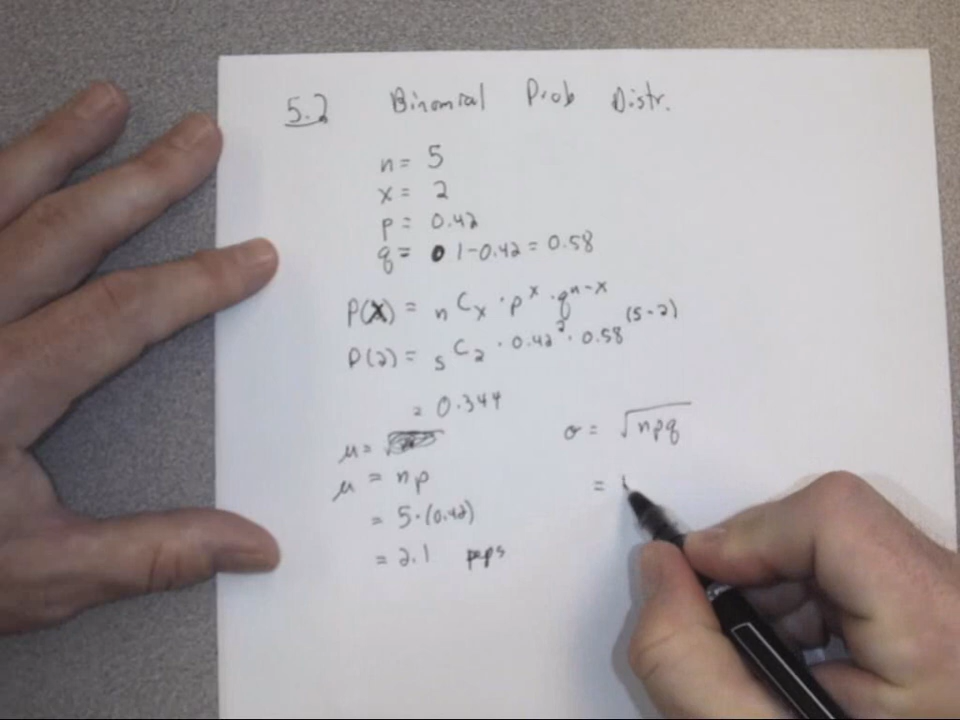 5.2 Binomial Prob Distr.
n = 5
x = 2
p = 0.42
q = 1-0.42 = 0.58
P(X) = nCx · p^x · q^n-x
P(2) = 5C2 · 0.42^2 · 0.58^(5-2)
= 0.344
μ =
σ = √npq
μ = np
=
= 5·(0.42)
= 2.1 peps